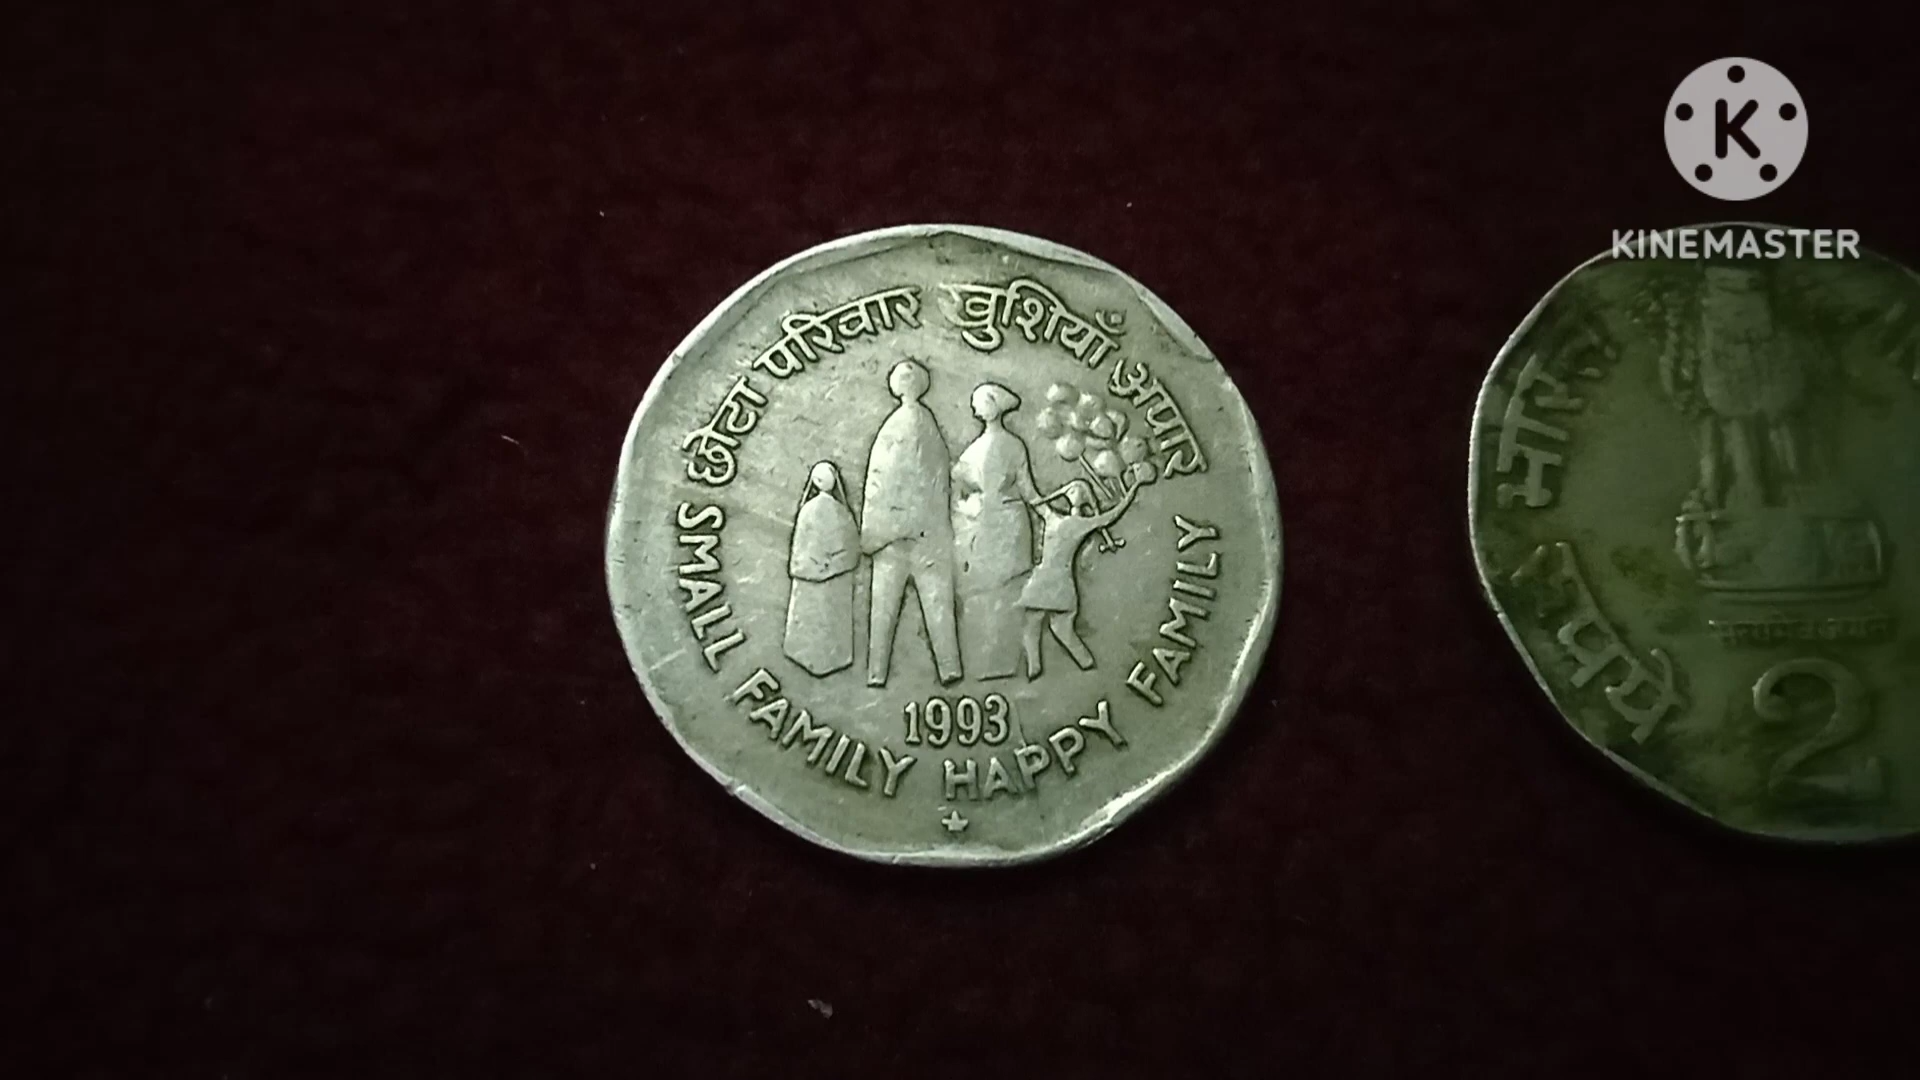 छोटा परिवार खुशियाँ अपार
SMALL FAMILY HAPPY FAMILY
1993
K
KINEMASTER
रूपये
2